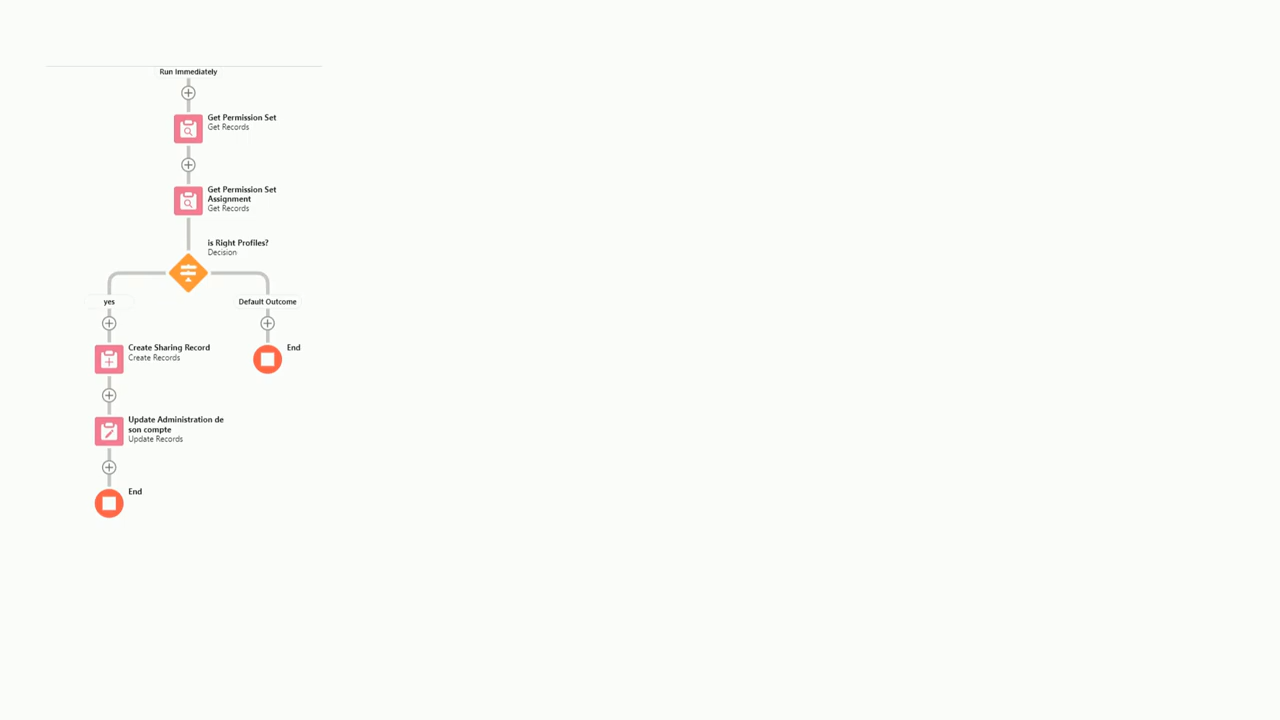 Run Immediately
Get Permission Set
Get Records
Get Permission Set
Assignment
Get Records
is Right Profiles?
Decision
yes
Default Outcome
Create Sharing Record
Create Records
End
Update Administration de
son compte
Update Records
End